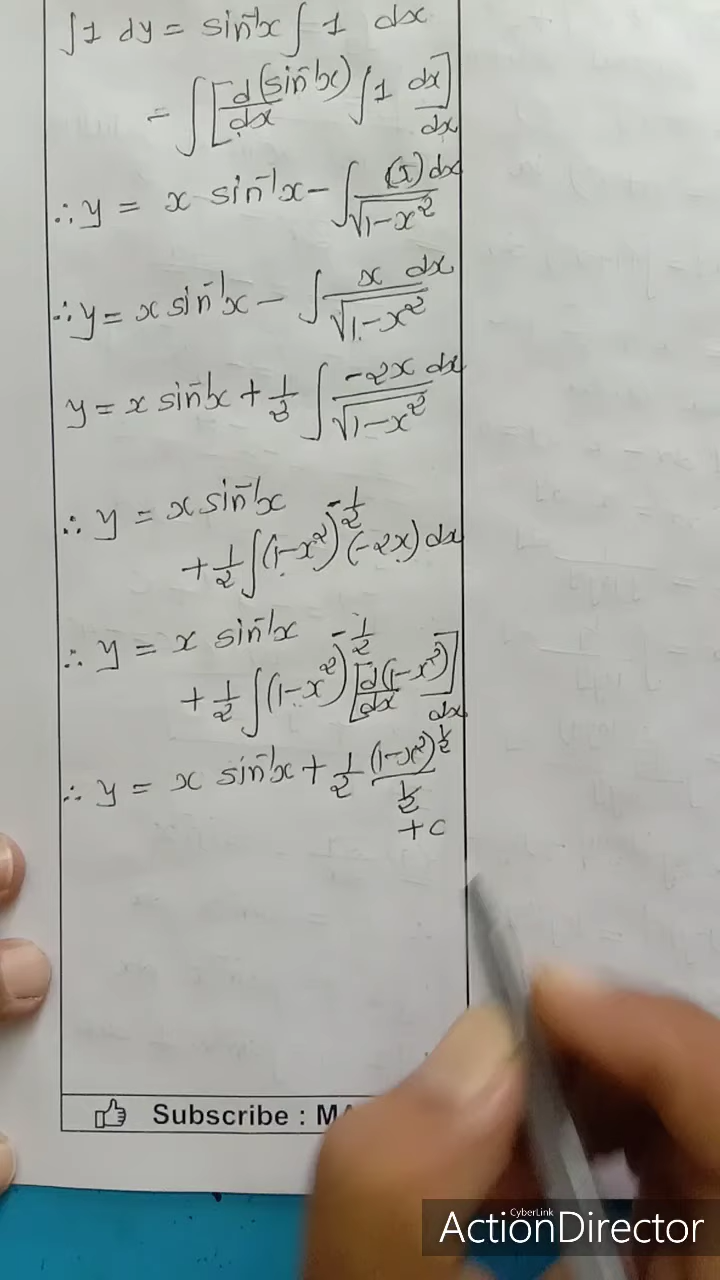 ∫1 dy = sin⁻¹x ∫ 1 dx
= ∫[d(sin⁻¹x)/dx ∫1 dx]dx
∴ y = x sin⁻¹x − ∫(x)dx/√1−x²
∴ y = x sin⁻¹x − ∫x dx/√1−x²
y = x sin⁻¹x + 1/2 ∫−2x dx/√1−x²
∴ y = x sin⁻¹x
+ 1/2 ∫(1−x²)^−1/2 (−2x) dx
∴ y = x sin⁻¹x
+ 1/2 ∫(1−x²)^−1/2 [d/dx (1−x²)]dx
∴ y = x sin⁻¹x + 1/2 (1−x²)^1/2 / 1/2
+ c
Subscribe :
CyberLink
ActionDirector